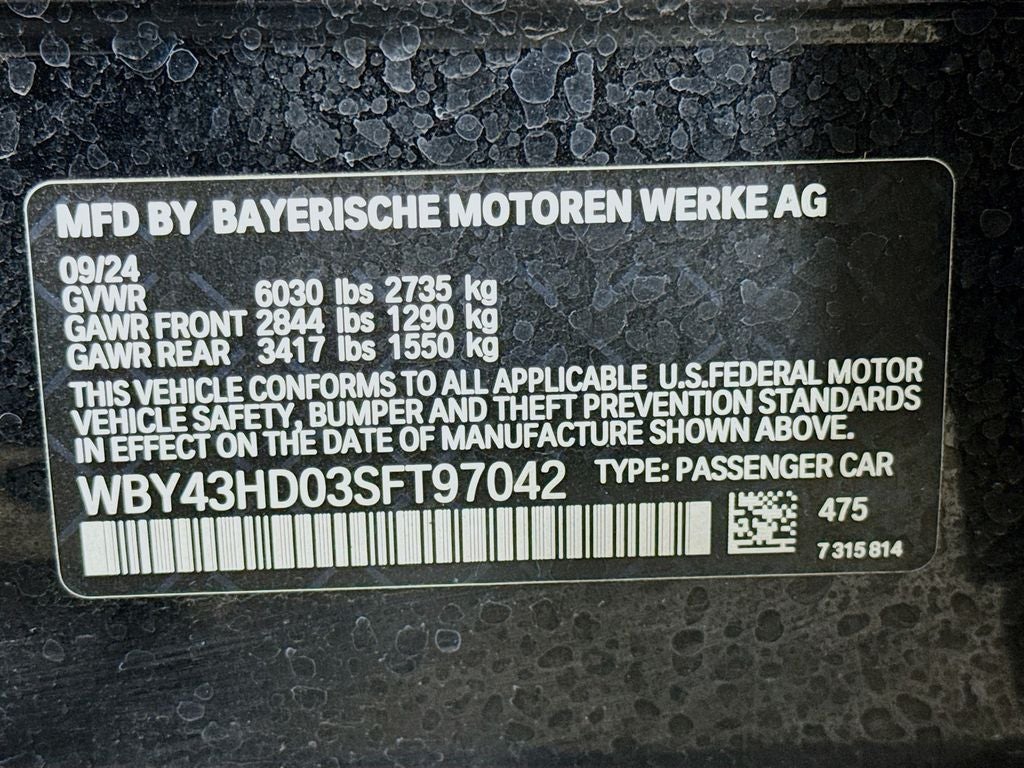 MFD BY BAYERISCHE MOTOREN WERKE AG
09/24
GVWR 6030 lbs 2735 kg
GAWR FRONT 2844 lbs 1290 kg
GAWR REAR 3417 lbs 1550 kg
THIS VEHICLE CONFORMS TO ALL APPLICABLE U.S.FEDERAL MOTOR
VEHICLE SAFETY, BUMPER AND THEFT PREVENTION STANDARDS
IN EFFECT ON THE DATE OF MANUFACTURE SHOWN ABOVE.
WBY43HD03SFT97042 TYPE: PASSENGER CAR
475
7 315 814